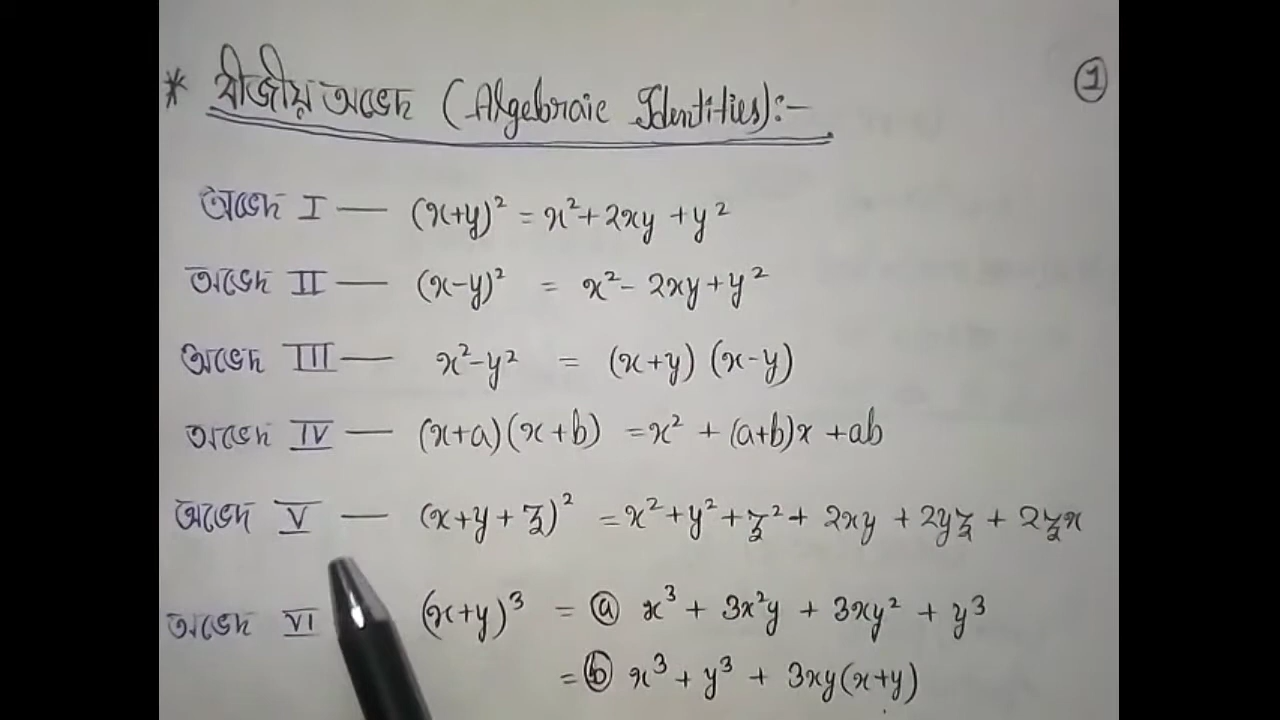 * বীজীয় অভেদ (Algebraic Identities):-
1
অভেদ I — (x+y)² = x² + 2xy + y²
অভেদ II — (x-y)² = x² - 2xy + y²
অভেদ III — x² - y² = (x+y) (x-y)
অভেদ IV — (x+a)(x+b) = x² + (a+b)x + ab
অভেদ V — (x+y+z)² = x² + y² + z² + 2xy + 2yz + 2zx
অভেদ VI (x+y)³ = ⓐ x³ + 3x²y + 3xy² + y³
= ⓑ x³ + y³ + 3xy(x+y)